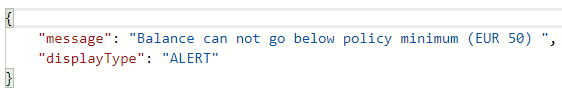 {
"message": "Balance can not go below policy minimum (EUR 50) ",
"displayType": "ALERT"
}